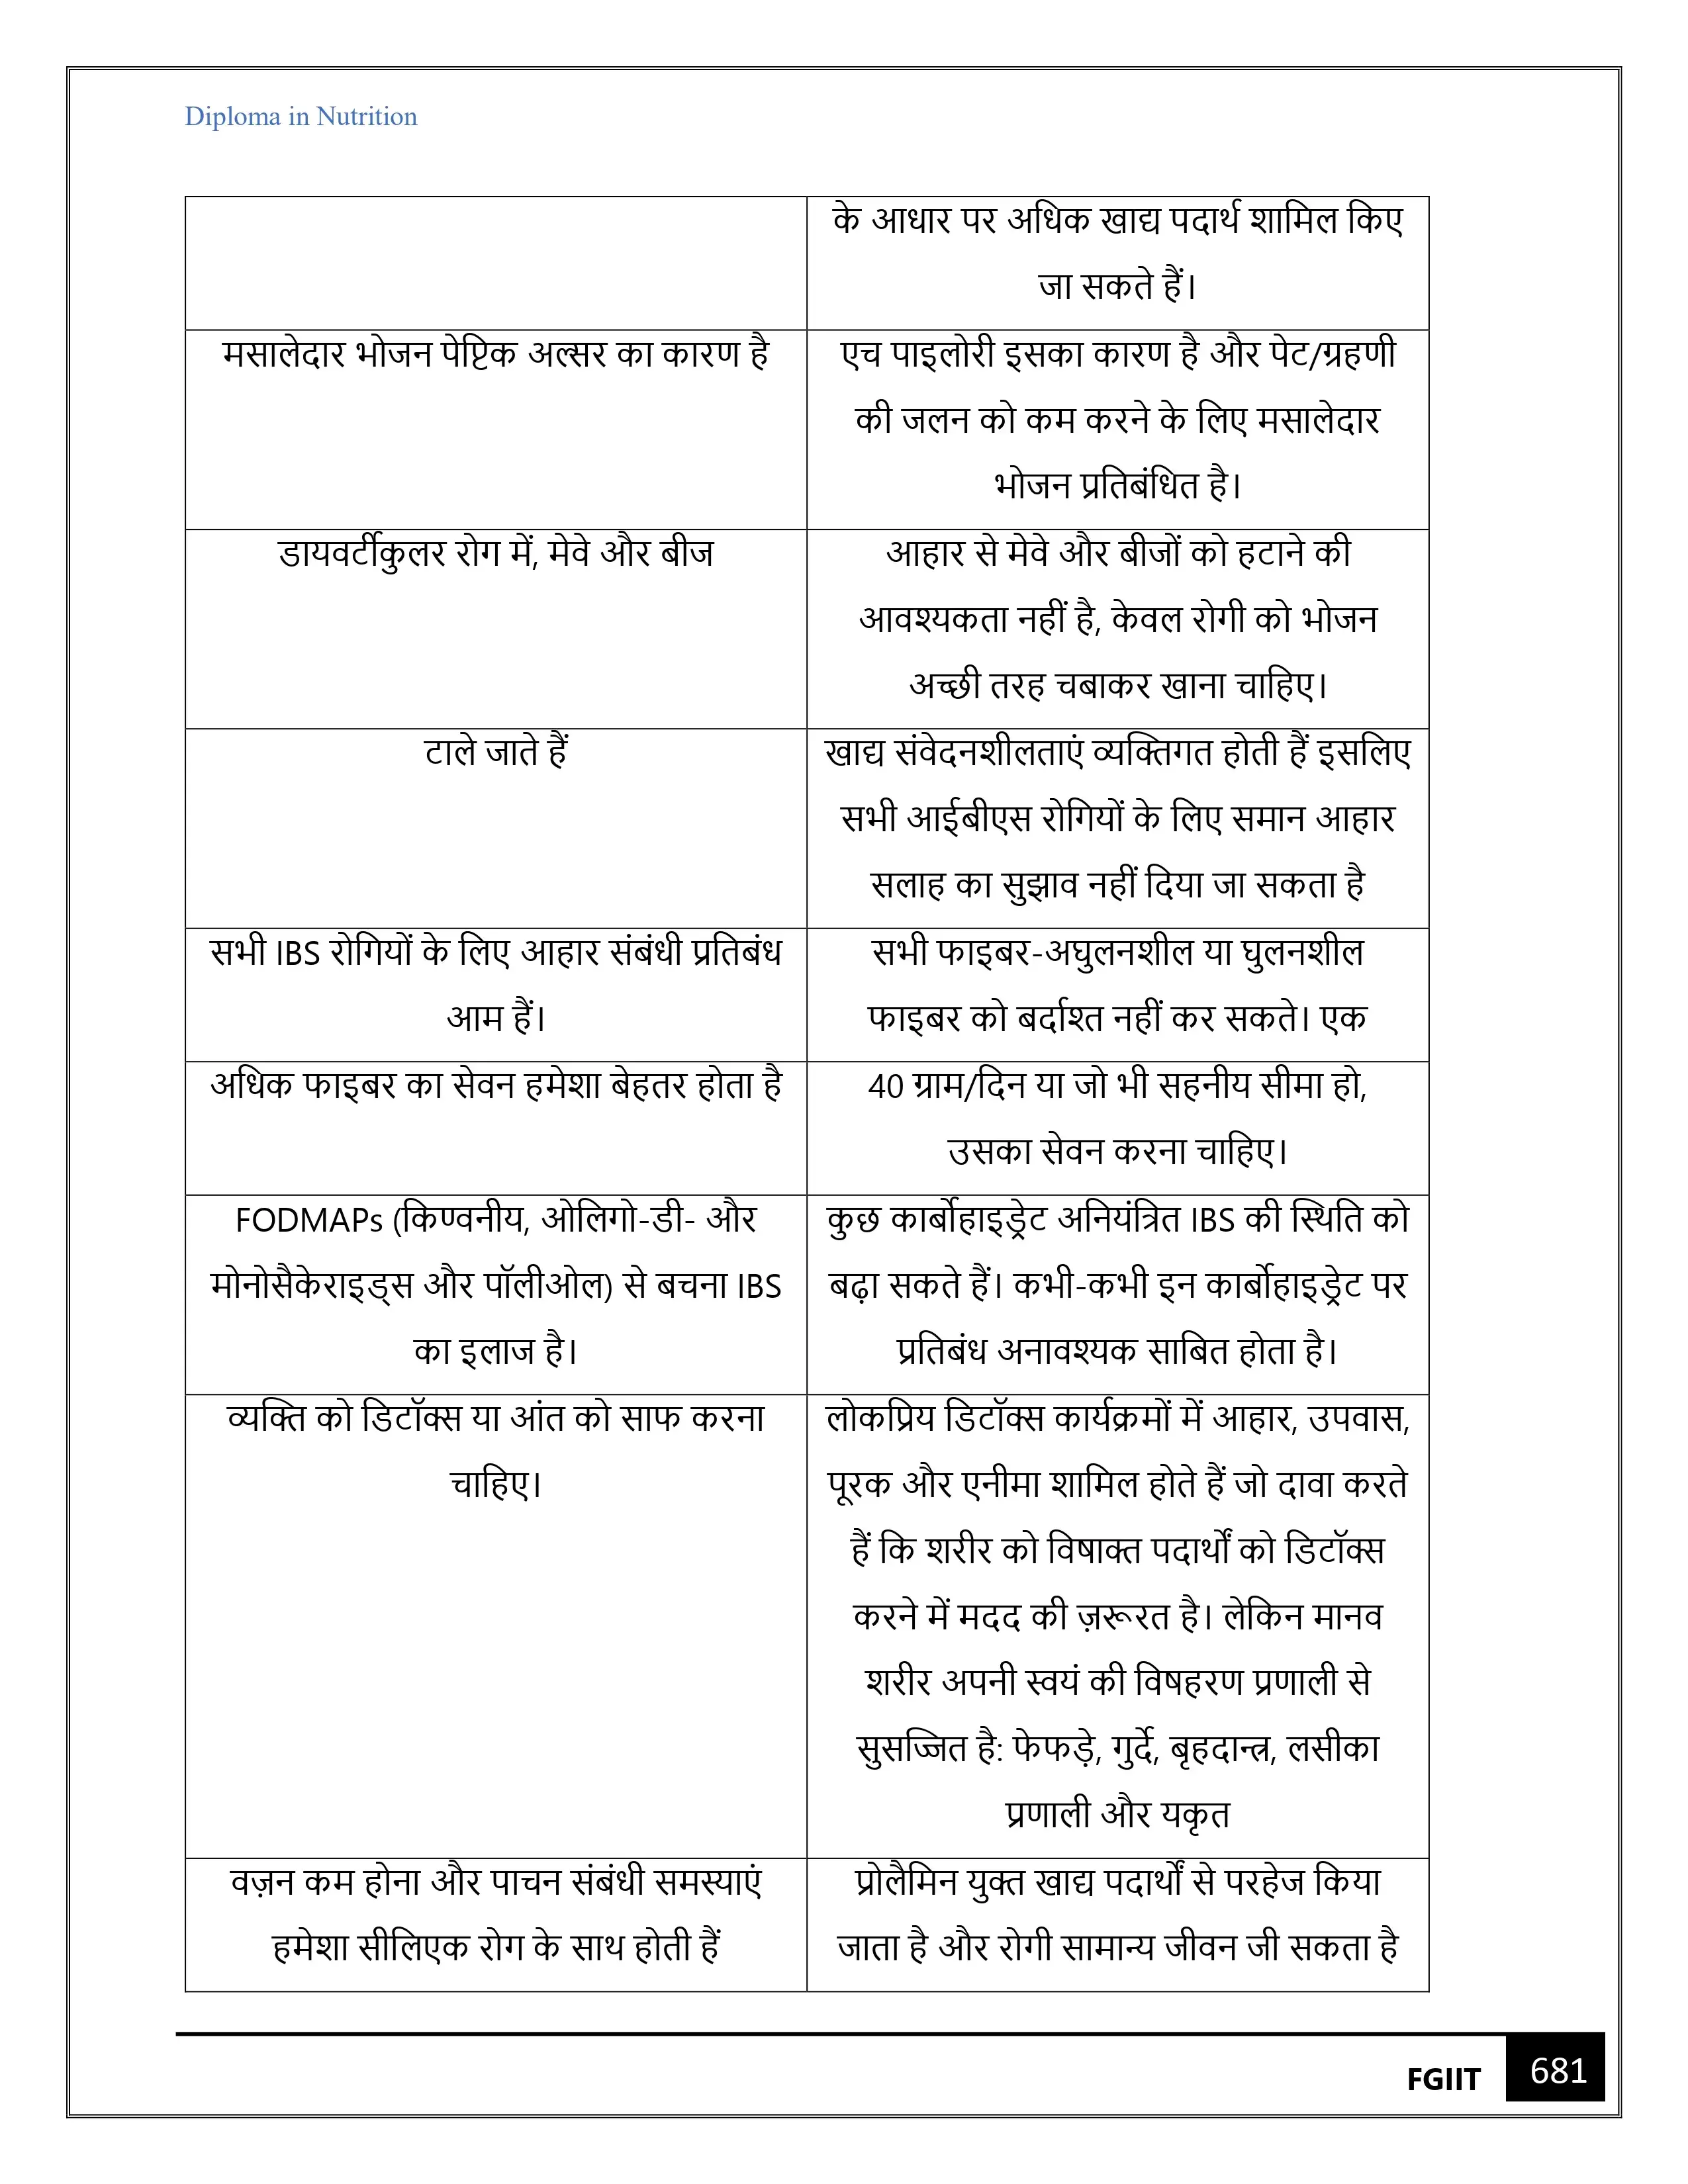 Diploma in Nutrition
के आधार पर अधिक खाद्य पदार्थ शामिल किए
जा सकते हैं।
मसालेदार भोजन पेप्टिक अल्सर का कारण है
एच पाइलोरी इसका कारण है और पेट/ग्रहणी
की जलन को कम करने के लिए मसालेदार
भोजन प्रतिबंधित है।
डायवर्टीकुलर रोग में, मेवे और बीज
आहार से मेवे और बीजों को हटाने की
आवश्यकता नहीं है, केवल रोगी को भोजन
अच्छी तरह चबाकर खाना चाहिए।
टाले जाते हैं
खाद्य संवेदनशीलताएं व्यक्तिगत होती हैं इसलिए
सभी आईबीएस रोगियों के लिए समान आहार
सलाह का सुझाव नहीं दिया जा सकता है
सभी IBS रोगियों के लिए आहार संबंधी प्रतिबंध
आम हैं।
सभी फाइबर-अघुलनशील या घुलनशील
फाइबर को बर्दाश्त नहीं कर सकते। एक
अधिक फाइबर का सेवन हमेशा बेहतर होता है
40 ग्राम/दिन या जो भी सहनीय सीमा हो,
उसका सेवन करना चाहिए।
FODMAPs (किण्वनीय, ओलिगो-डी- और
मोनोसैकेराइड्स और पॉलीओल) से बचना IBS
का इलाज है।
कुछ कार्बोहाइड्रेट अनियंत्रित IBS की स्थिति को
बढ़ा सकते हैं। कभी-कभी इन कार्बोहाइड्रेट पर
प्रतिबंध अनावश्यक साबित होता है।
व्यक्ति को डिटॉक्स या आंत को साफ करना
चाहिए।
लोकप्रिय डिटॉक्स कार्यक्रमों में आहार, उपवास,
पूरक और एनीमा शामिल होते हैं जो दावा करते
हैं कि शरीर को विषाक्त पदार्थों को डिटॉक्स
करने में मदद की ज़रूरत है। लेकिन मानव
शरीर अपनी स्वयं की विषहरण प्रणाली से
सुसज्जित है: फेफड़े, गुर्दे, बृहदान्त्र, लसीका
प्रणाली और यकृत
वज़न कम होना और पाचन संबंधी समस्याएं
हमेशा सीलिएक रोग के साथ होती हैं
प्रोलैमिन युक्त खाद्य पदार्थों से परहेज किया
जाता है और रोगी सामान्य जीवन जी सकता है
FGIIT 681